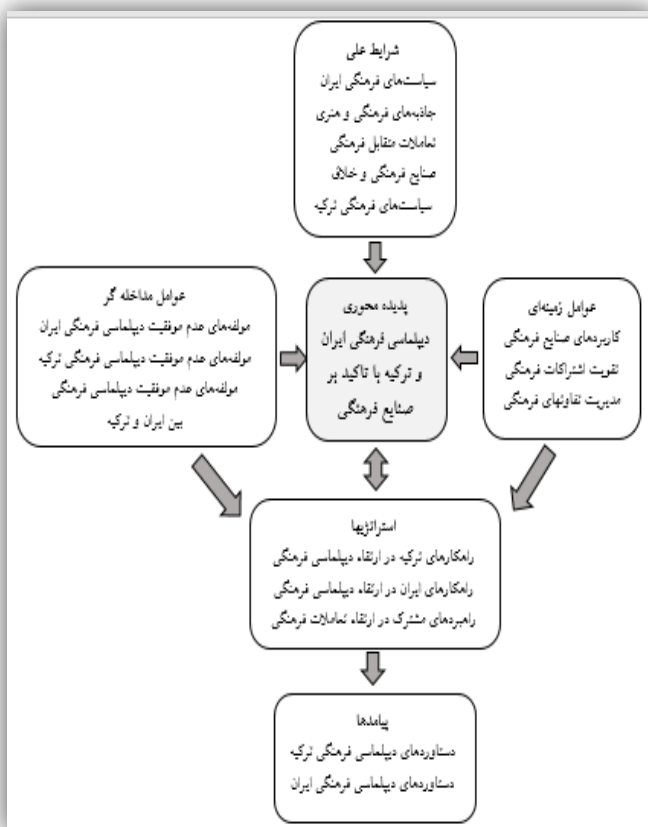 شرایط علی
سیاست‌های فرهنگی ایران
جاذبه‌های فرهنگی و هنری
تعاملات متقابل فرهنگی
صنایع فرهنگی و خلاق
سیاست‌های فرهنگی ترکیه
عوامل زمینه‌ای
کاربردهای صنایع فرهنگی
تقویت اشتراکات فرهنگی
مدیریت تفاوتهای فرهنگی
پدیده محوری
دیپلماسی فرهنگی ایران
و ترکیه با تاکید بر
صنایع فرهنگی
عوامل مداخله گر
مولفه‌های عدم موفقیت دیپلماسی فرهنگی ایران
مولفه‌های عدم موفقیت دیپلماسی فرهنگی ترکیه
مولفه‌های عدم موفقیت دیپلماسی فرهنگی
بین ایران و ترکیه
استراتژیها
راهکارهای ترکیه در ارتقاء دیپلماسی فرهنگی
راهکارهای ایران در ارتقاء دیپلماسی فرهنگی
راهبردهای مشترک در ارتقاء تعاملات فرهنگی
پیامدها
دستاوردهای دیپلماسی فرهنگی ترکیه
دستاوردهای دیپلماسی فرهنگی ایران